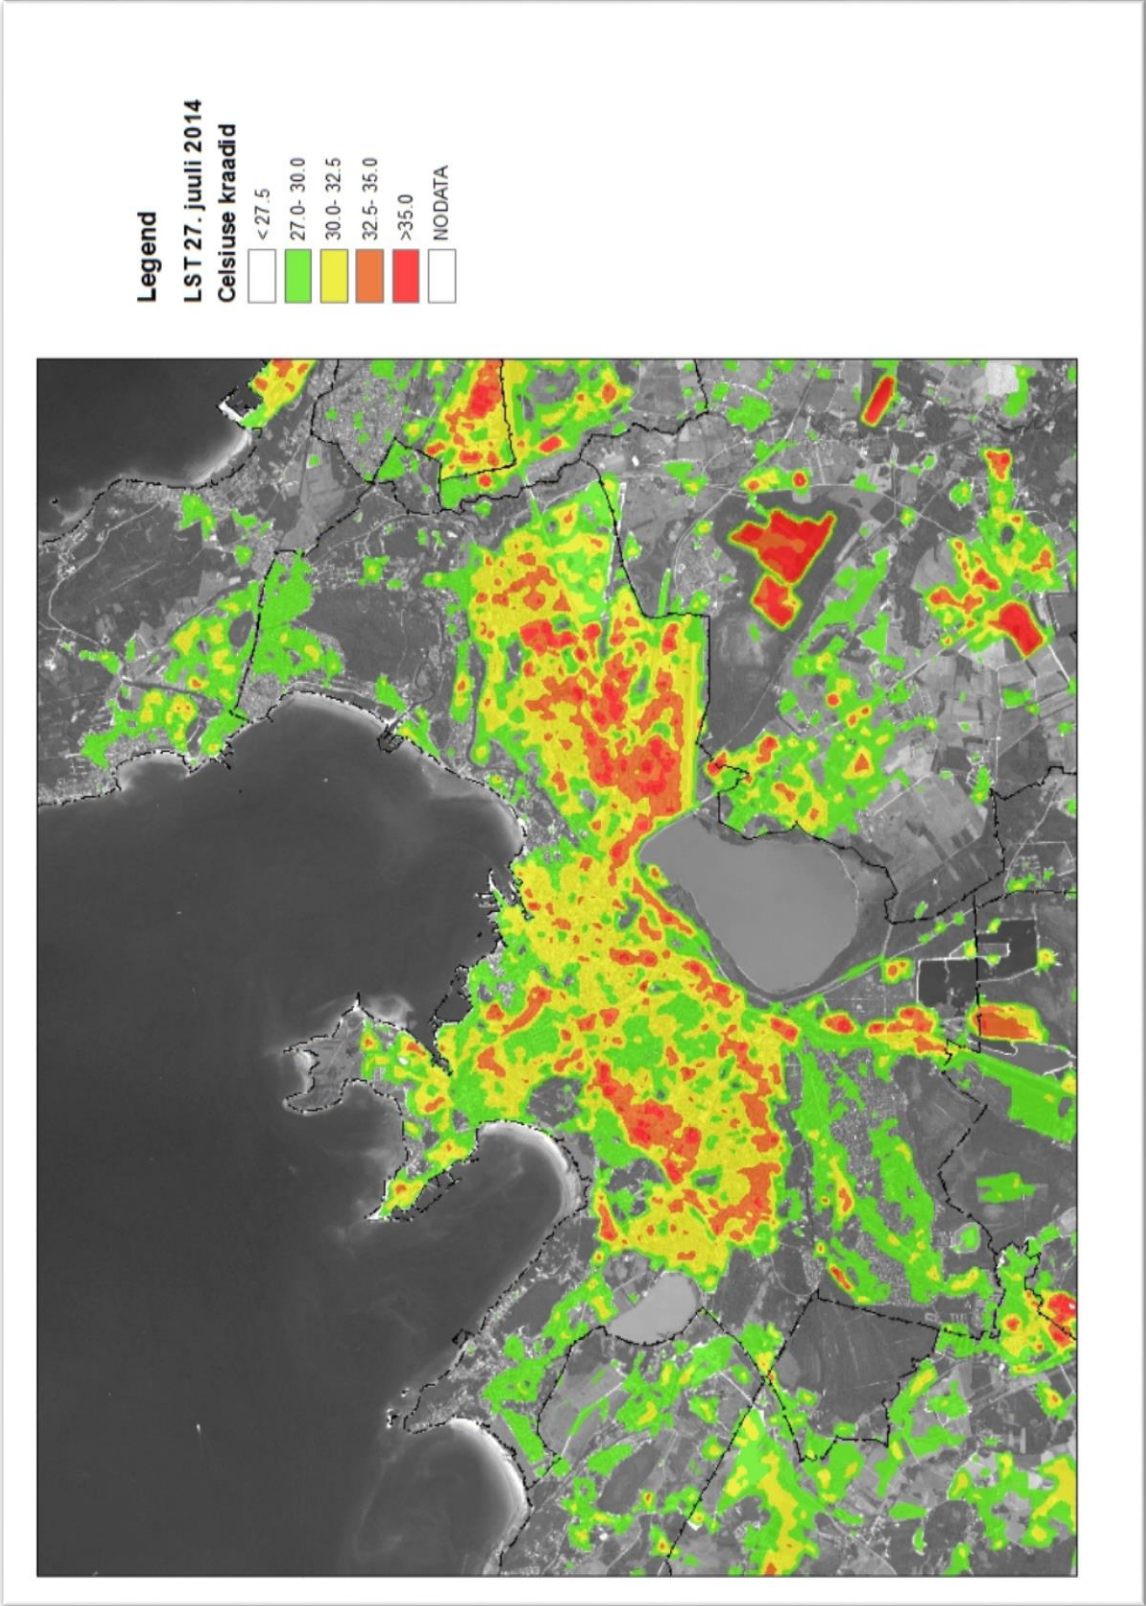 Legend
LST 27. juuli 2014
Celsiuse kraadid
< 27.5
27.0- 30.0
30.0- 32.5
32.5- 35.0
>35.0
NODATA